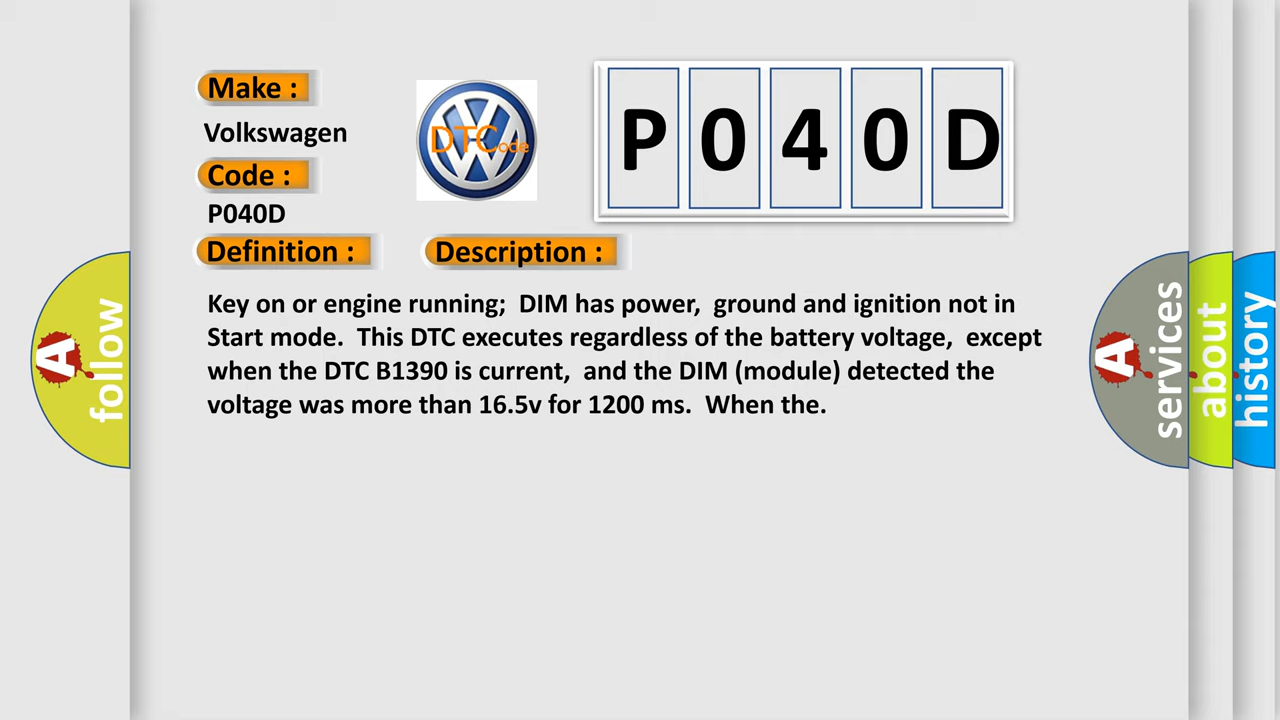 Make :
Volkswagen
Code :
P040D
Definition :
Description :
DTCode
P040D
Key on or engine running; DIM has power, ground and ignition not in
Start mode. This DTC executes regardless of the battery voltage, except
when the DTC B1390 is current, and the DIM (module) detected the
voltage was more than 16.5v for 1200 ms. When the.
A follow
A services
about
history